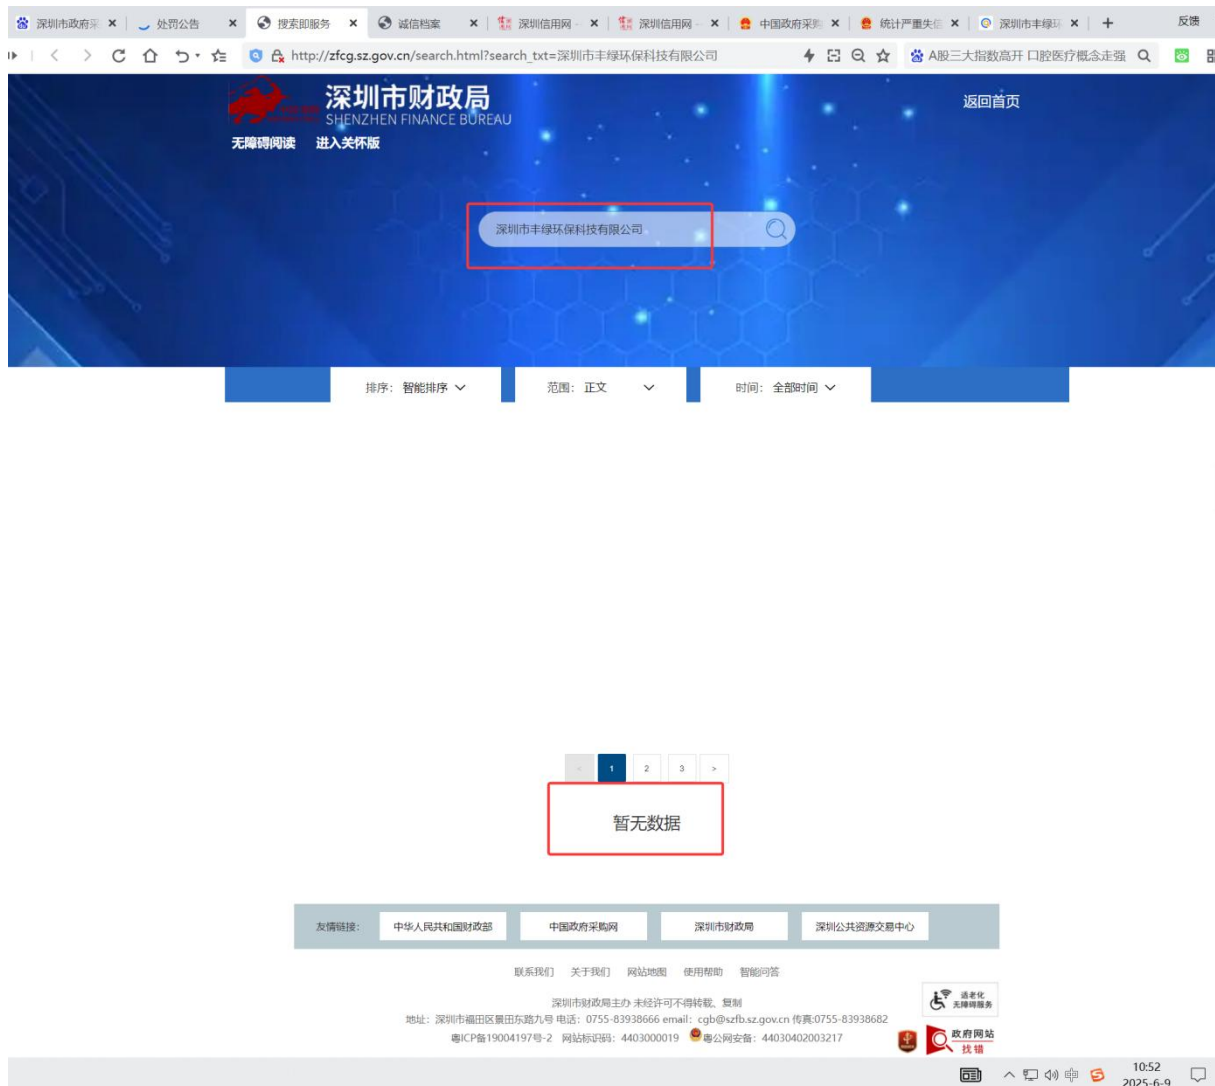 深圳市政府采 处罚公告 搜索即服务 诚信档案 深圳信用网 - 深圳信用网 - 中国政府采购 统计严重失信 深圳市丰绿环 反馈
http://zfcg.sz.gov.cn/search.html?search_txt=深圳市丰绿环保科技有限公司 A股三大指数高开 口腔医疗概念走强
深圳市财政局
SHENZHEN FINANCE BUREAU
返回首页
无障碍阅读 进入关怀版
深圳市丰绿环保科技有限公司
排序： 智能排序 范围： 正文 时间： 全部时间
< 1 2 3 >
暂无数据
友情链接： 中华人民共和国财政部 中国政府采购网 深圳市财政局 深圳公共资源交易中心
联系我们 关于我们 网站地图 使用帮助 智能问答
深圳市财政局主办 未经许可不得转载、复制
地址：深圳市福田区景田东路九号 电话：0755-83938666 email：cgb@szfb.sz.gov.cn 传真:0755-83938682
粤ICP备19004197号-2 网站标识码：4403000019 粤公网安备：44030402003217
适老化
无障碍服务
政府网站
找错
中
10:52
2025-6-9